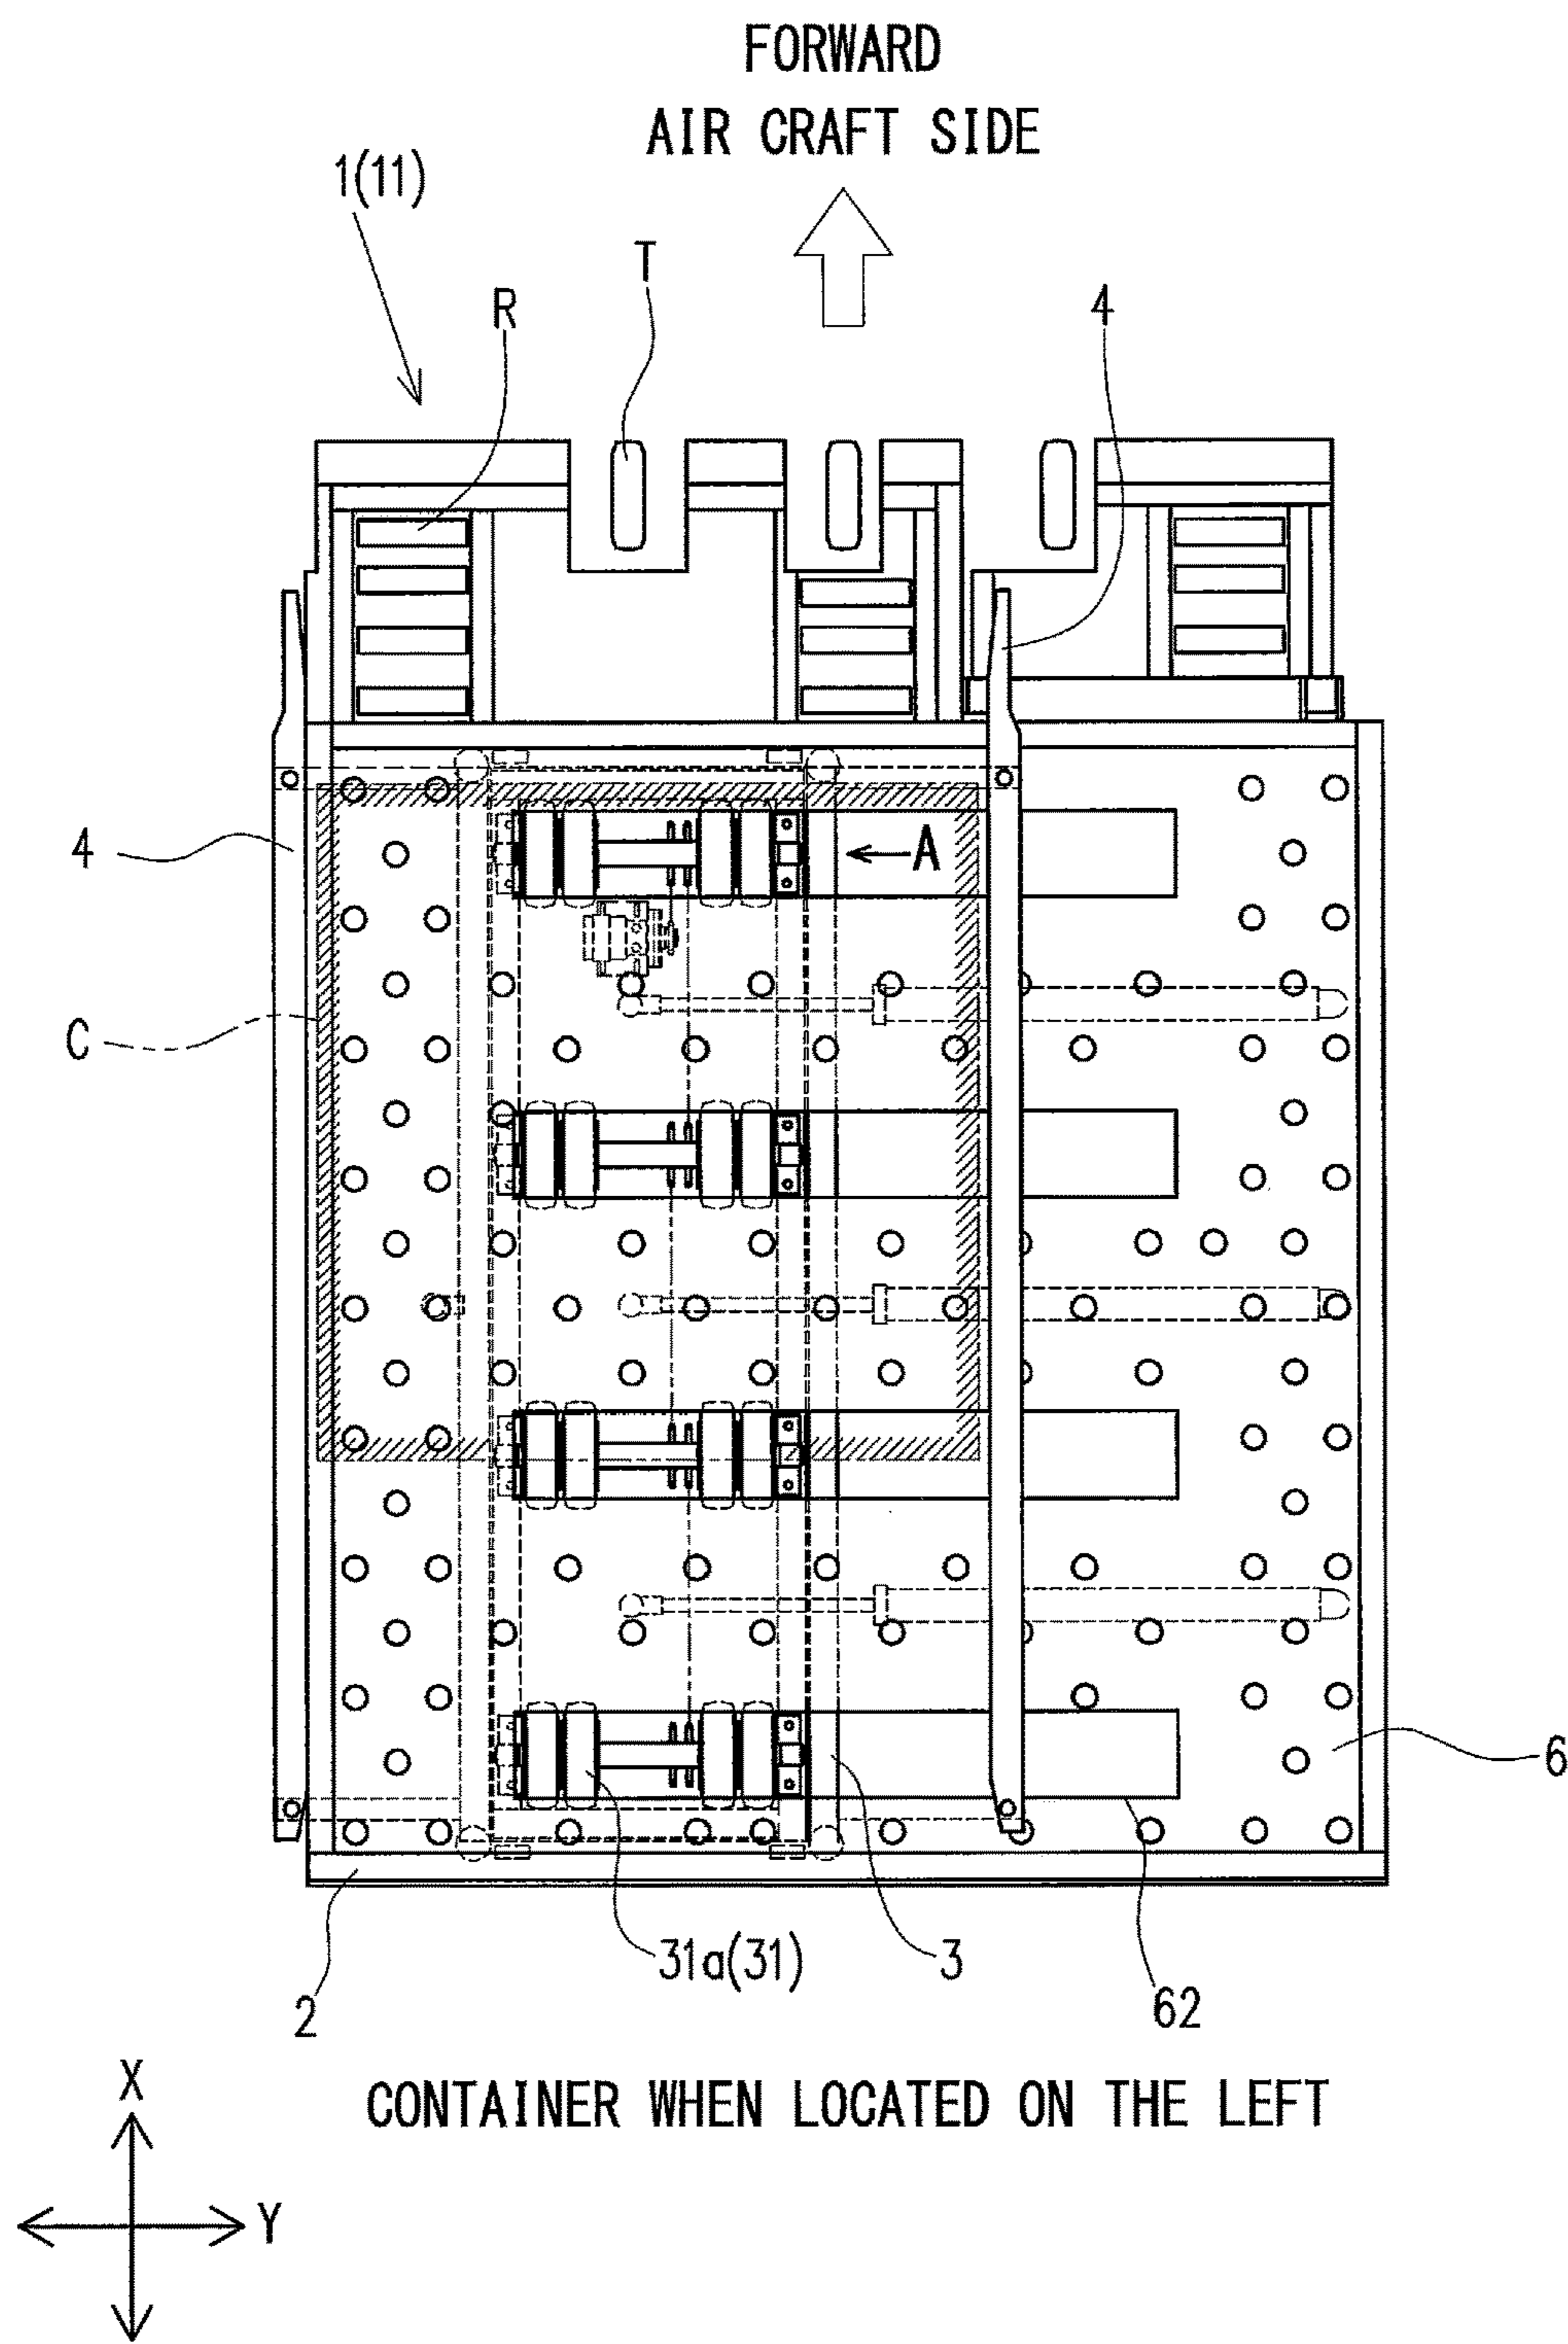 FORWARD
AIR CRAFT SIDE
1(11)
T
R
4
4
A
C
6
31a(31)
3
2
62
X
CONTAINER WHEN LOCATED ON THE LEFT
Y